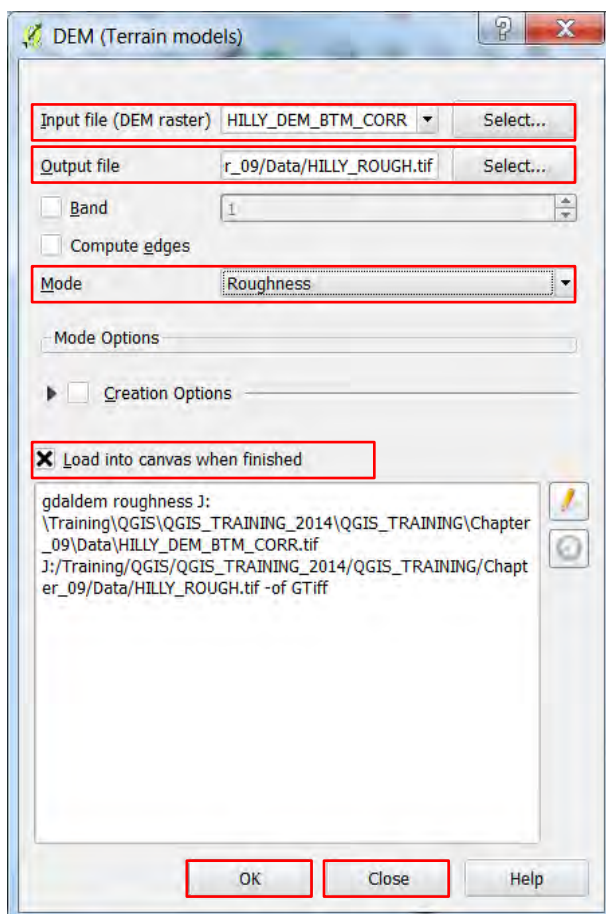 DEM (Terrain models)
Input file (DEM raster) HILLY_DEM_BTM_CORR Select...
Output file r_09/Data/HILLY_ROUGH.tif Select...
Band 1
Compute edges
Mode Roughness
Mode Options
Creation Options
Load into canvas when finished
gdaldem roughness J:
\Training\QGIS\QGIS_TRAINING_2014\QGIS_TRAINING\Chapter
_09\Data\HILLY_DEM_BTM_CORR.tif
J:/Training/QGIS/QGIS_TRAINING_2014/QGIS_TRAINING/Chapt
er_09/Data/HILLY_ROUGH.tif -of GTiff
OK Close Help